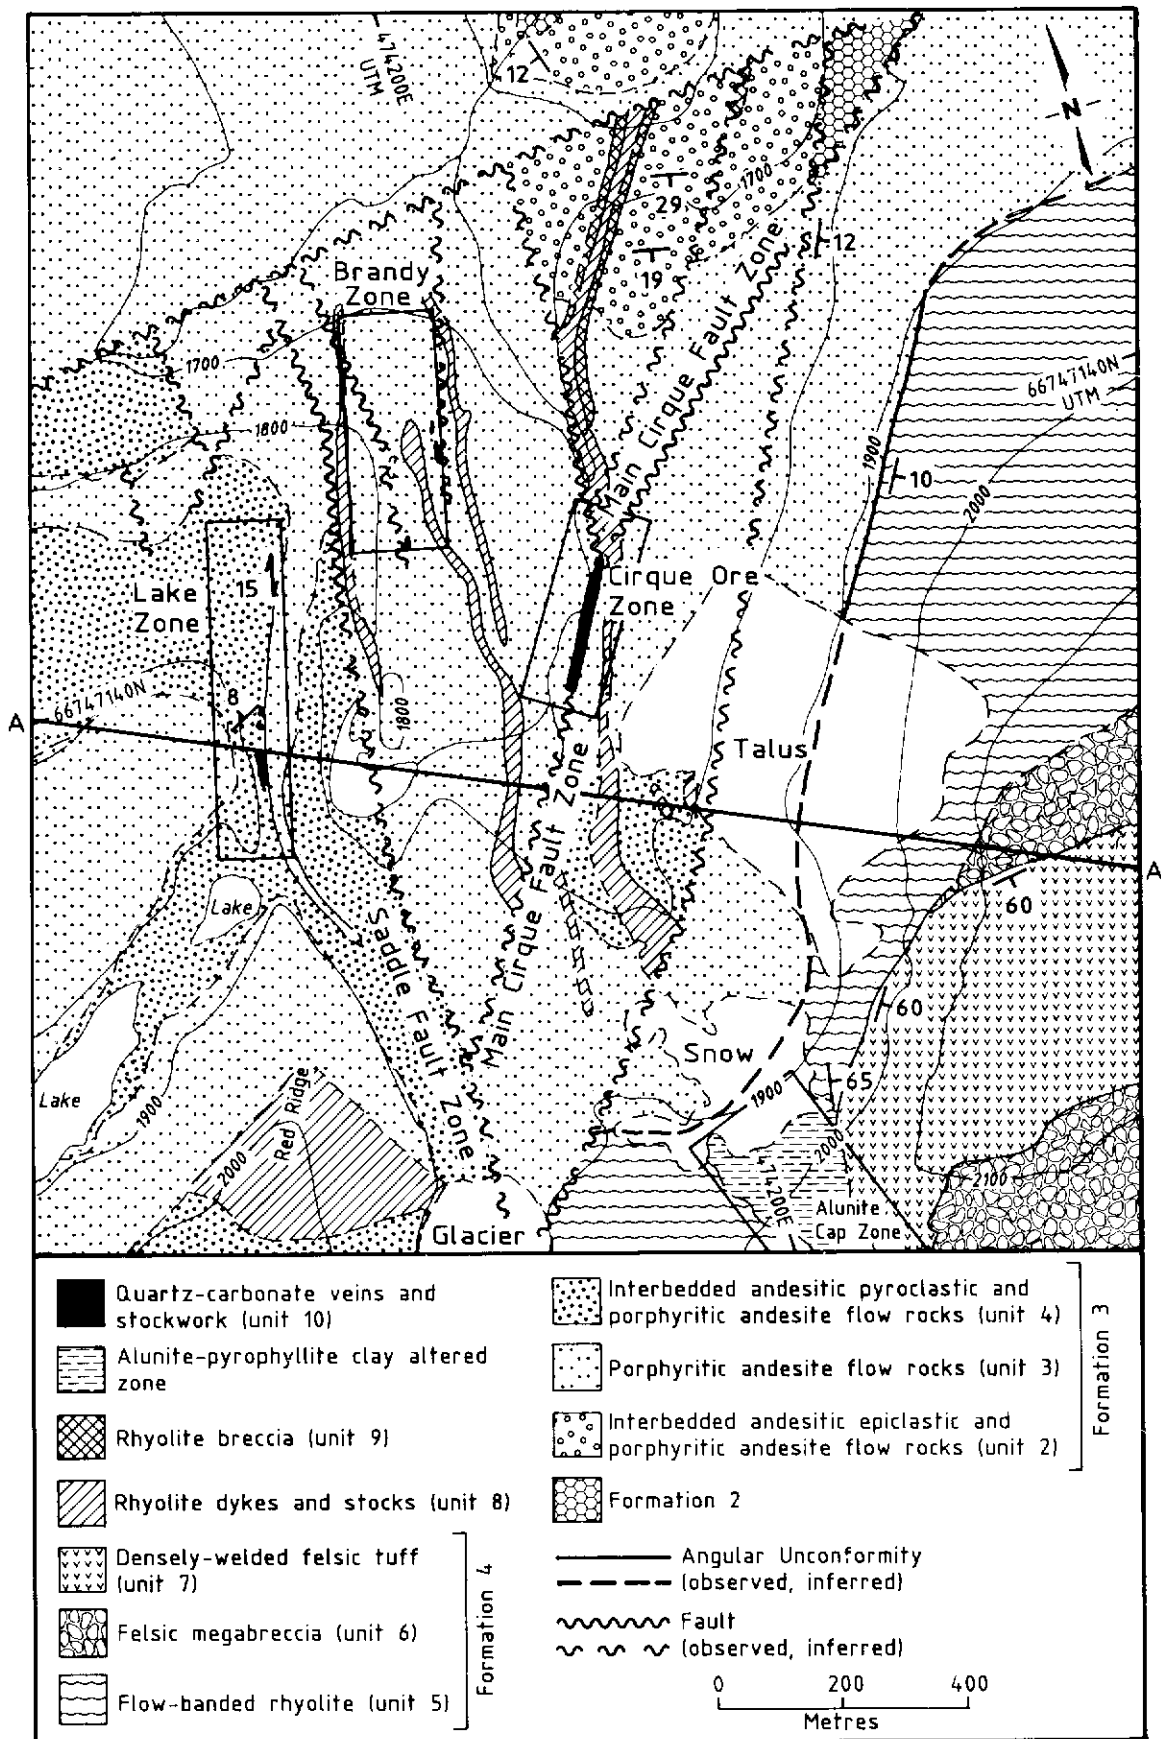 474200E
UTM
12
N
1700
29
12
19
Main Cirque Fault Zone
Brandy
Zone
1700
66747140N
UTM
1800
1900
10
2000
Cirque Ore
Zone
Lake
Zone
15
8
66747140N
1800
A
Talus
A
60
Lake
Saddle Fault Zone
Main Cirque Fault Zone
60
Snow
65
1900
Lake
1900
Red Ridge
2000
2000
2100
474200E
Alunite
Cap Zone
Glacier
Quartz-carbonate veins and
stockwork (unit 10)
Alunite-pyrophyllite clay altered
zone
Rhyolite breccia (unit 9)
Rhyolite dykes and stocks (unit 8)
Densely-welded felsic tuff
(unit 7)
Felsic megabreccia (unit 6)
Flow-banded rhyolite (unit 5)
Formation 4
Interbedded andesitic pyroclastic and
porphyritic andesite flow rocks (unit 4)
Porphyritic andesite flow rocks (unit 3)
Interbedded andesitic epiclastic and
porphyritic andesite flow rocks (unit 2)
Formation 3
Formation 2
Angular Unconformity
(observed, inferred)
Fault
(observed, inferred)
0 200 400
Metres